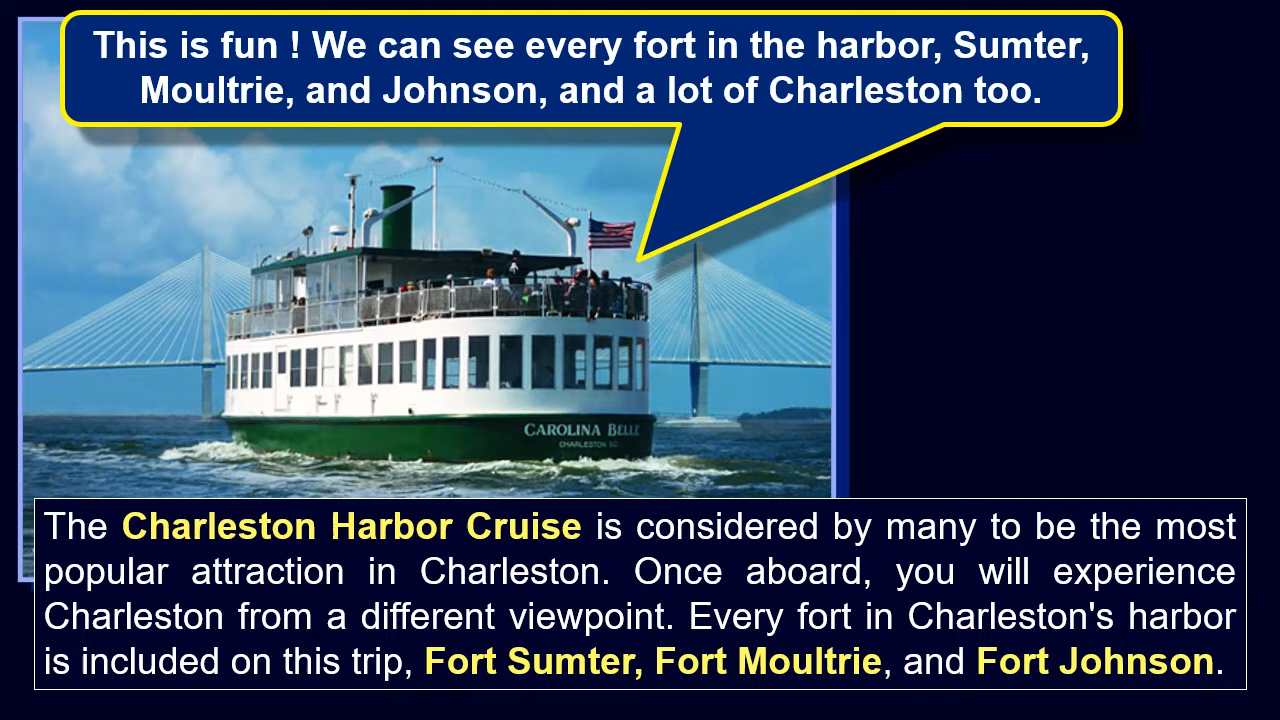 This is fun ! We can see every fort in the harbor, Sumter,
Moultrie, and Johnson, and a lot of Charleston too.
CAROLINA BELLE
CHARLESTON SC
The Charleston Harbor Cruise is considered by many to be the most
popular attraction in Charleston. Once aboard, you will experience
Charleston from a different viewpoint. Every fort in Charleston's harbor
is included on this trip, Fort Sumter, Fort Moultrie, and Fort Johnson.